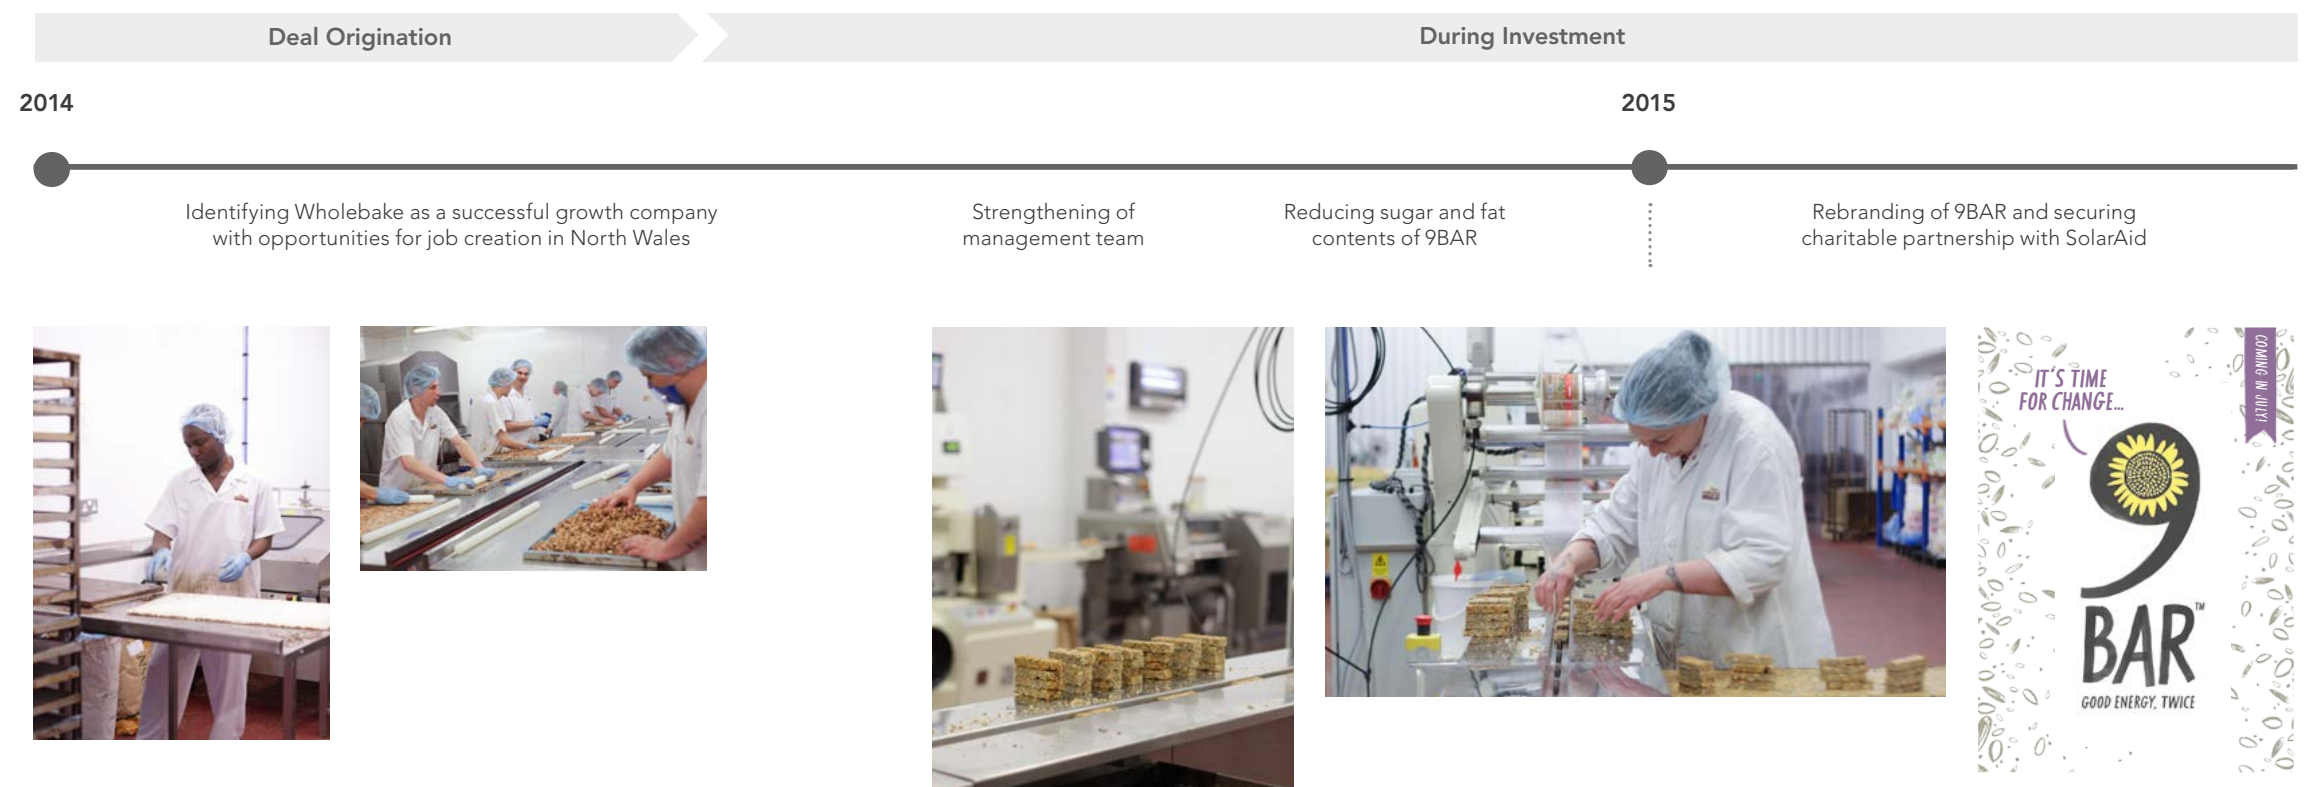 Deal Origination
During Investment
2014
2015
Identifying Wholebake as a successful growth company
with opportunities for job creation in North Wales
Strengthening of
management team
Reducing sugar and fat
contents of 9BAR
Rebranding of 9BAR and securing
charitable partnership with SolarAid
COMING IN JULY!
IT'S TIME
FOR CHANGE...
9
BAR™
GOOD ENERGY, TWICE